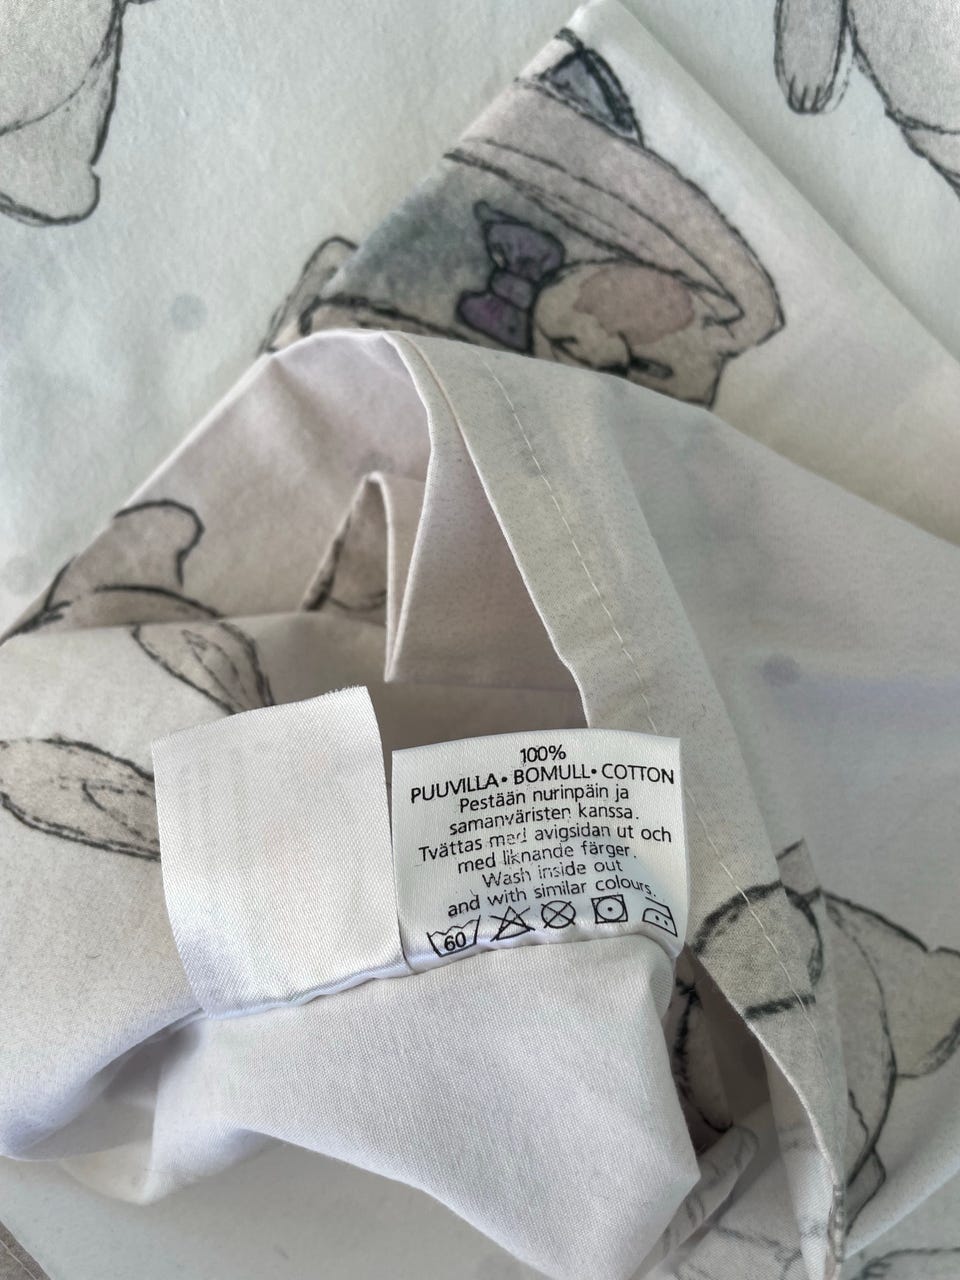 100%
PUUVILLA • BOMULL • COTTON
Pestään nurinpäin ja
samanväristen kanssa.
Tvättas med avigsidan ut och
med liknande färger.
Wash inside out
and with similar colours.
60